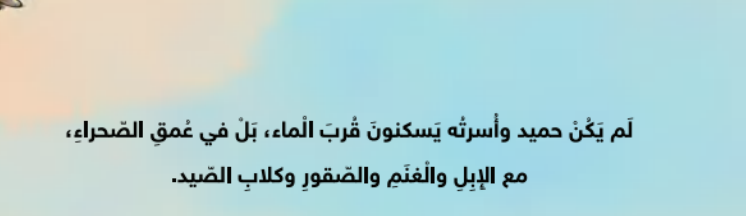 لَم يَكُنْ حميد وأُسرتُه يَسكنونَ قُربَ الْماء، بَلْ في عُمقِ الصّحراءِ،
مع الإبِلِ والْغنَمِ والصّقورِ وكلابِ الصّيد.